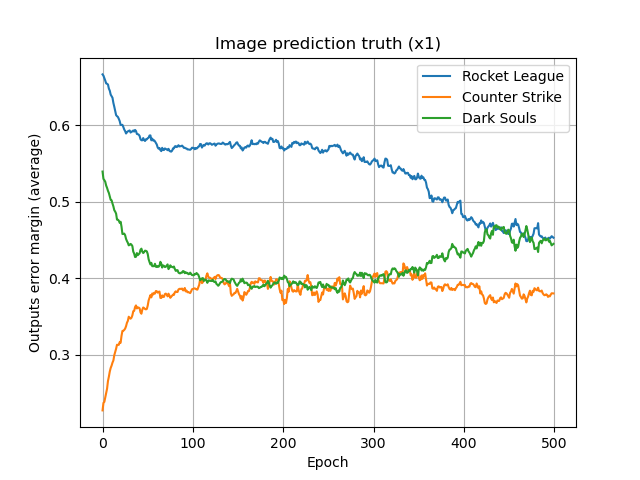 Image prediction truth (x1)
Rocket League
Counter Strike
Dark Souls
Outputs error margin (average)
0.6
0.5
0.4
0.3
0 100 200 300 400 500
Epoch